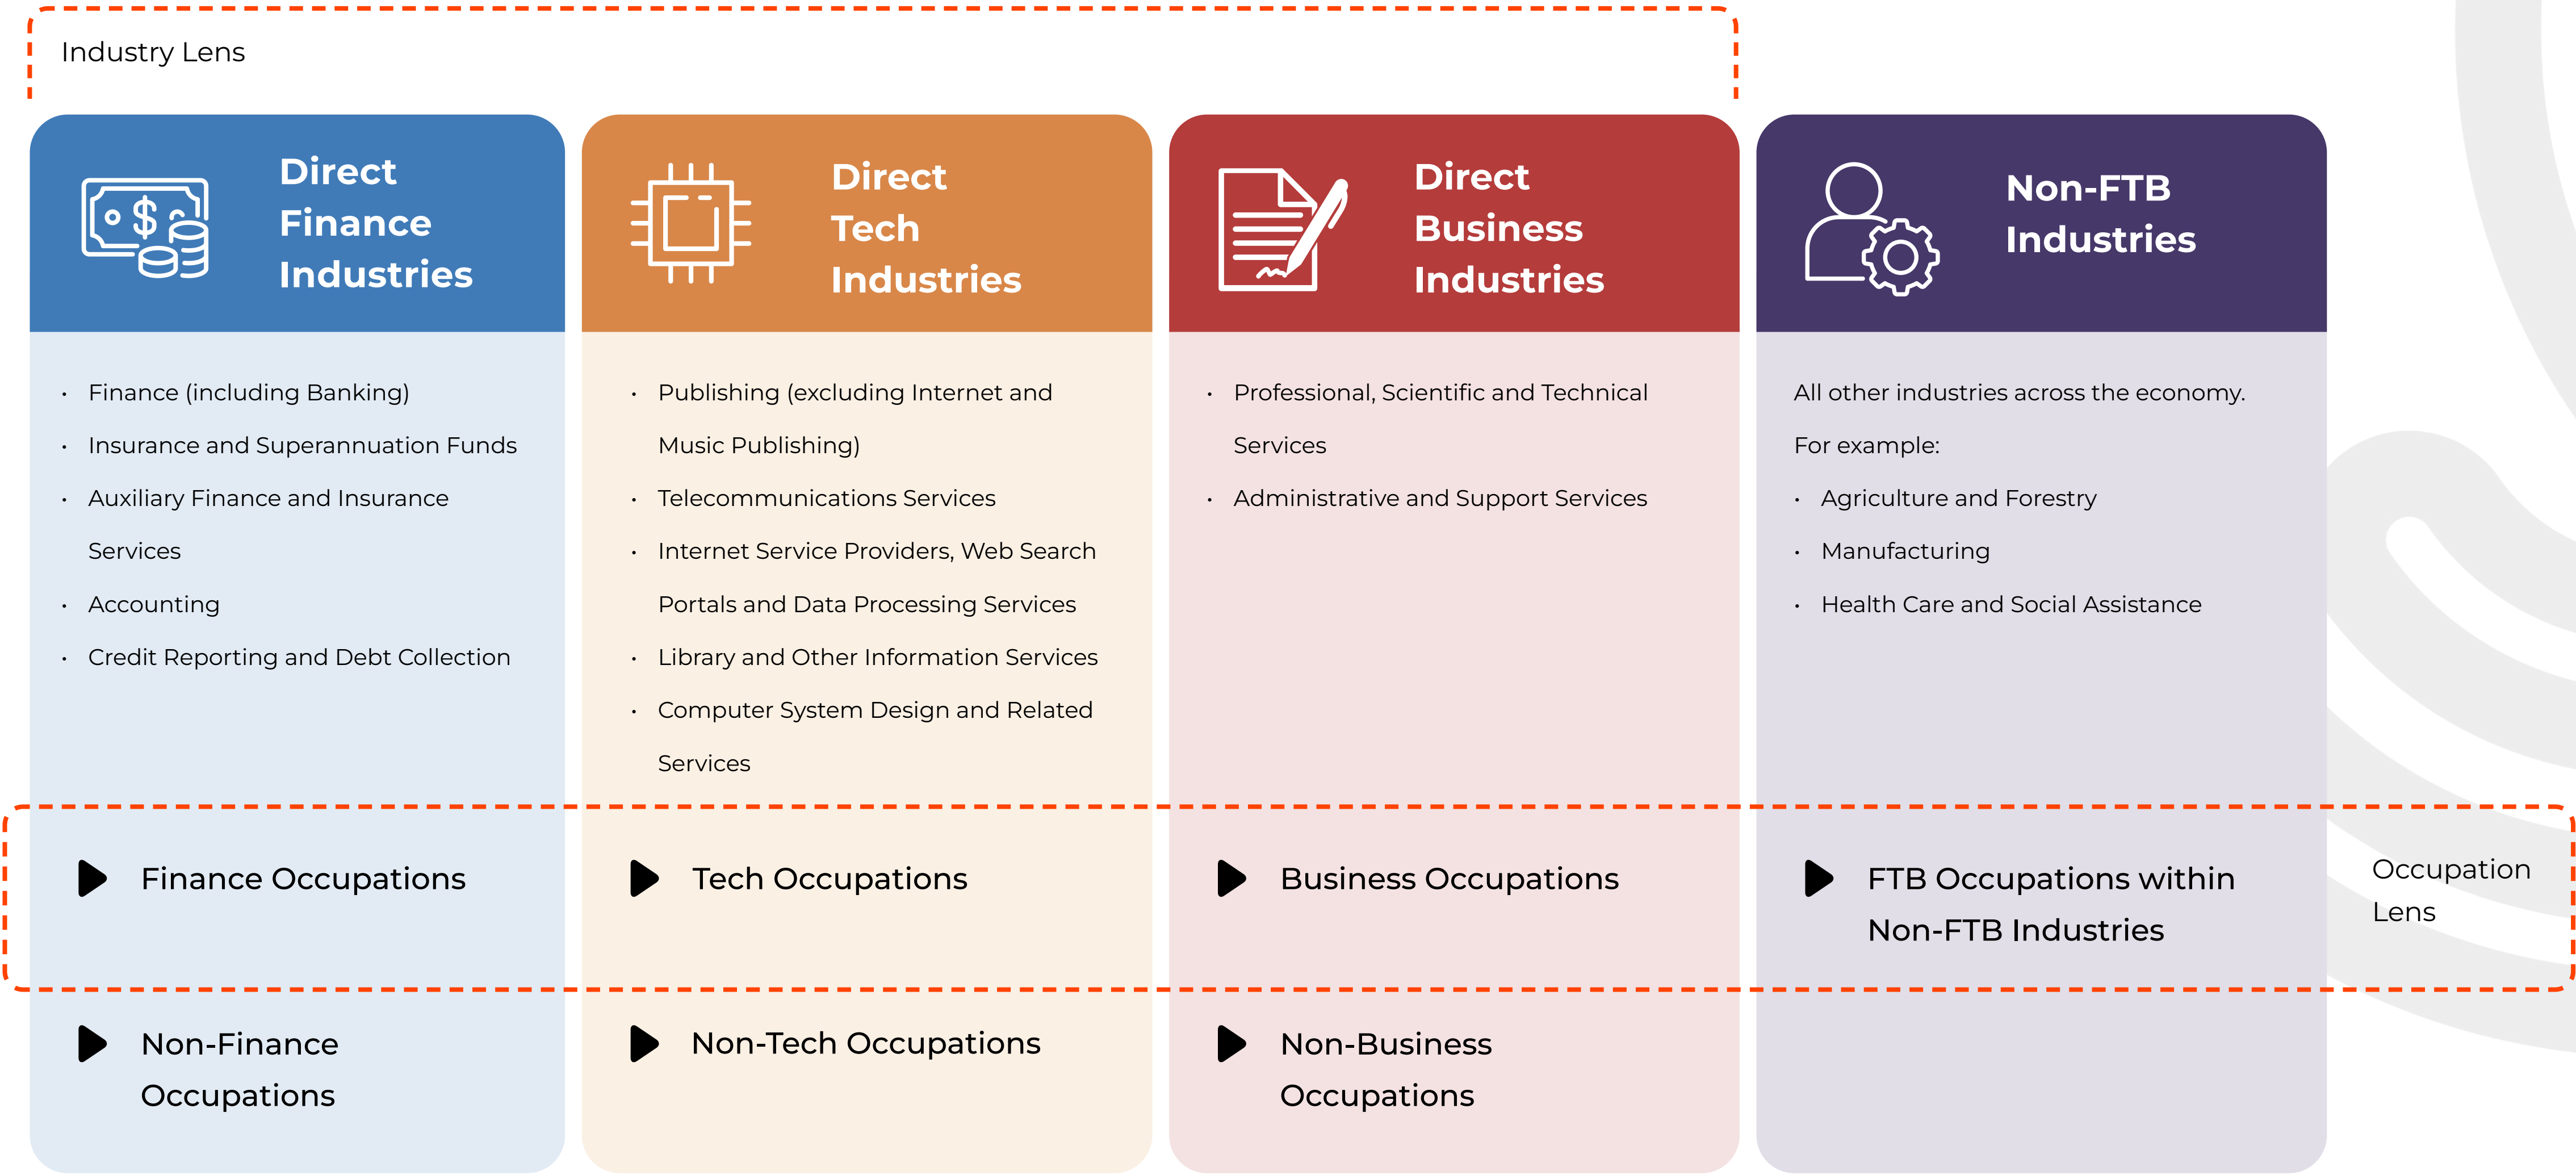 Industry Lens
Direct
Finance
Industries
• Finance (including Banking)
• Insurance and Superannuation Funds
• Auxiliary Finance and Insurance
Services
• Accounting
• Credit Reporting and Debt Collection
Direct
Tech
Industries
• Publishing (excluding Internet and
Music Publishing)
• Telecommunications Services
• Internet Service Providers, Web Search
Portals and Data Processing Services
• Library and Other Information Services
• Computer System Design and Related
Services
Direct
Business
Industries
• Professional, Scientific and Technical
Services
• Administrative and Support Services
Non-FTB
Industries
All other industries across the economy.
For example:
• Agriculture and Forestry
• Manufacturing
• Health Care and Social Assistance
Finance Occupations
Tech Occupations
Business Occupations
FTB Occupations within
Non-FTB Industries
Occupation
Lens
Non-Finance
Occupations
Non-Tech Occupations
Non-Business
Occupations